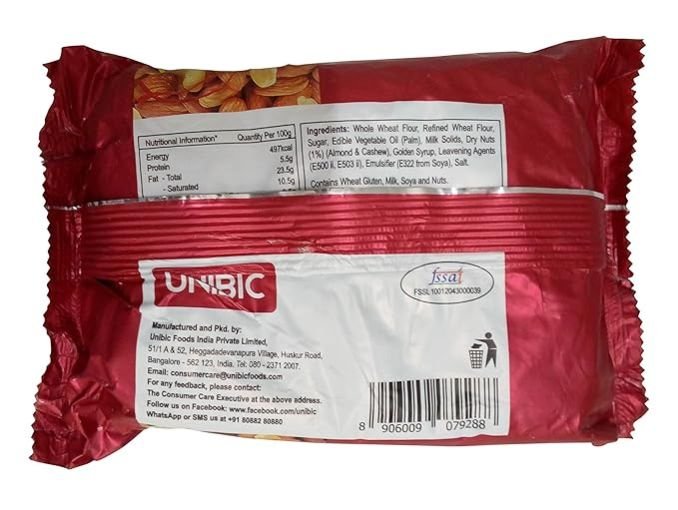 Nutritional Information* Quantity Per 100g
Energy 497kcal
Protein 5.5g
Fat - Total 23.5g
- Saturated 10.5g
Ingredients: Whole Wheat Flour, Refined Wheat Flour,
Sugar, Edible Vegetable Oil (Palm), Milk Solids, Dry Nuts
(1%) (Almond & Cashew), Golden Syrup, Leavening Agents
(E500 ii, E503 ii), Emulsifier (E322 from Soya), Salt.
Contains Wheat Gluten, Milk, Soya and Nuts.
UNIBIC
fssai
FSSL10012043000039
Manufactured and Pkd. by:
Unibic Foods India Private Limited,
51/1 A & 52, Heggadadevanapura Village, Huskur Road,
Bangalore - 562 123, India. Tel: 080 - 2371 2007.
Email: consumercare@unibicfoods.com
For any feedback, please contact:
The Consumer Care Executive at the above address.
Follow us on Facebook: www.facebook.com/unibic
WhatsApp or SMS us at +91 80882 80880
8 906009 079288